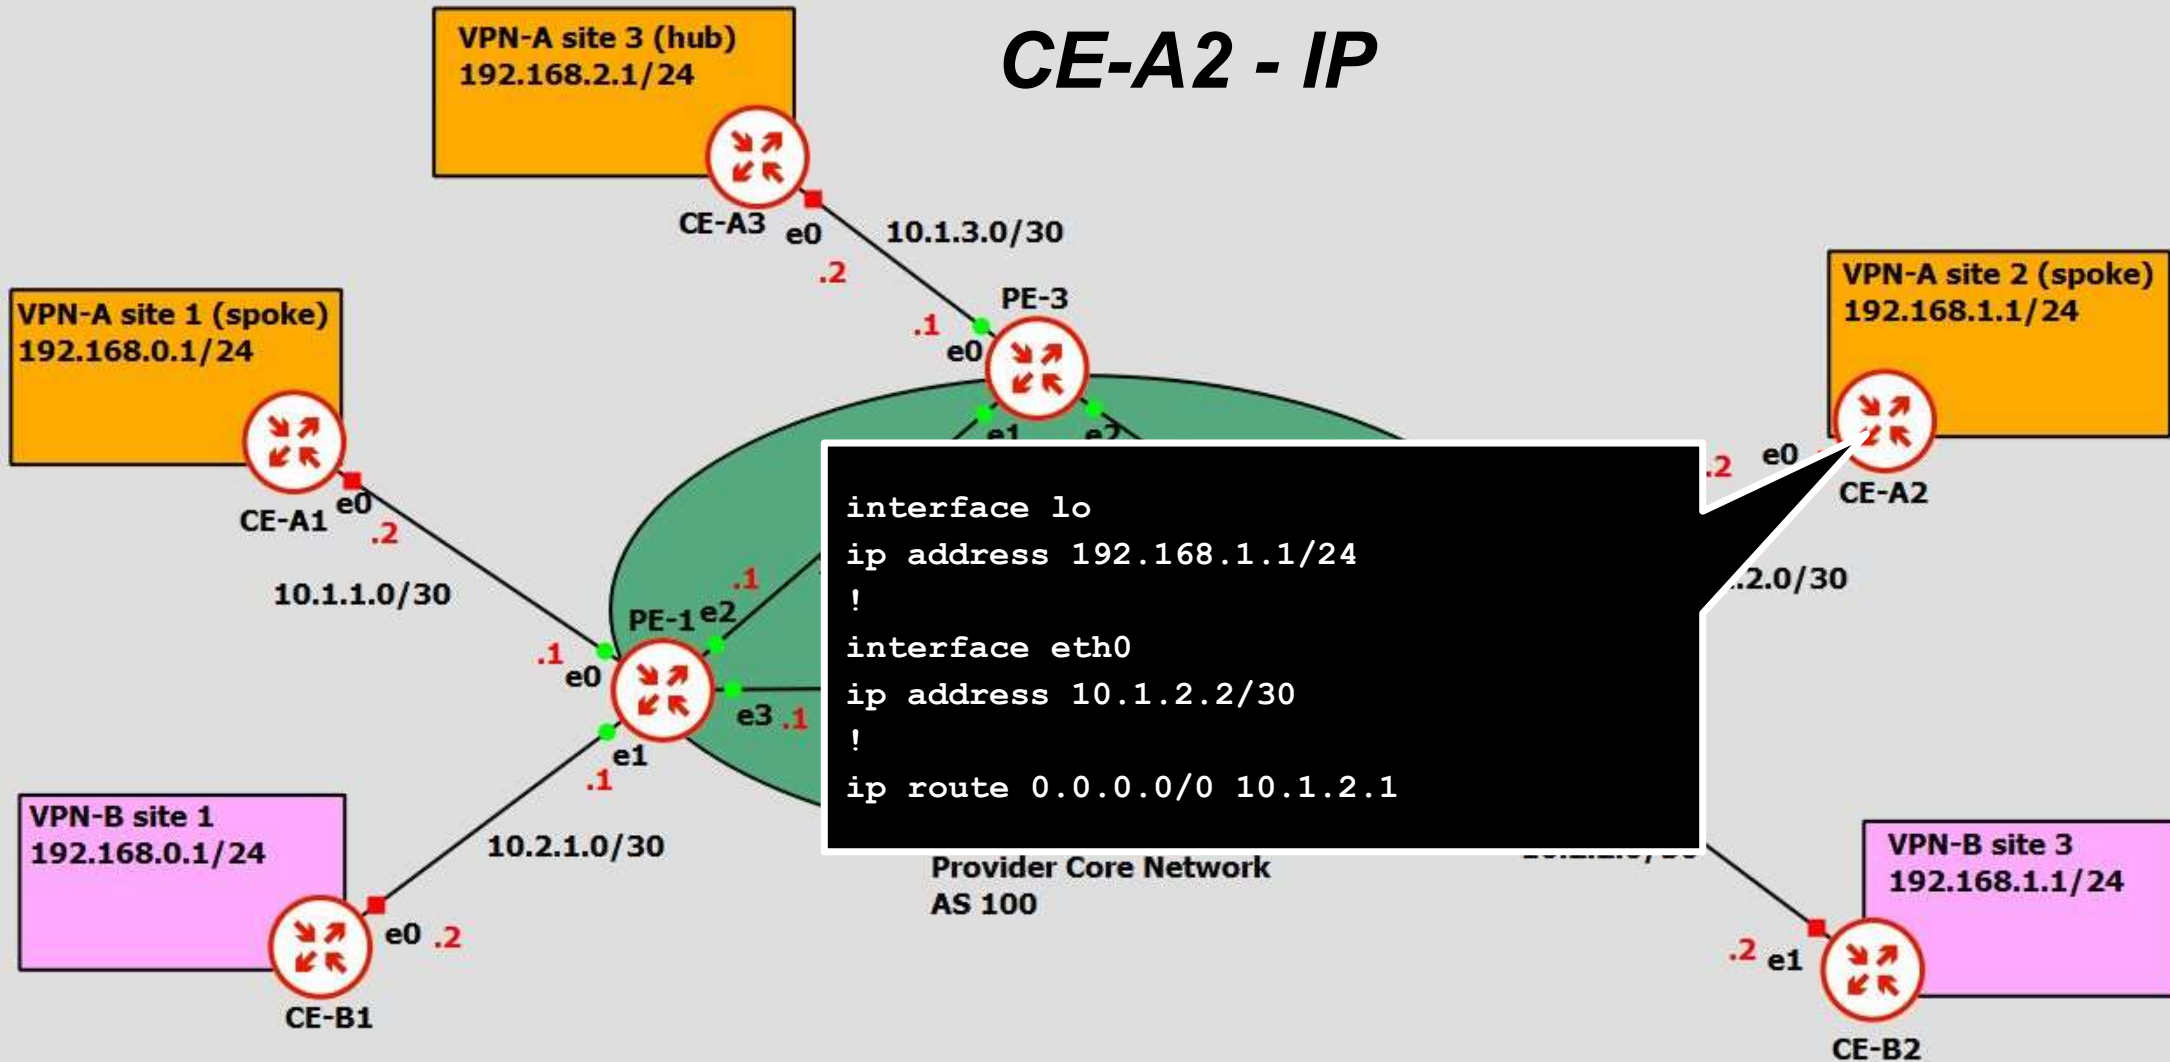 CE-A2 - IP
VPN-A site 3 (hub)
192.168.2.1/24
CE-A3
e0
.2
10.1.3.0/30
PE-3
.1
e0
e1
e2
VPN-A site 1 (spoke)
192.168.0.1/24
CE-A1
e0
.2
10.1.1.0/30
VPN-A site 2 (spoke)
192.168.1.1/24
.2
e0
CE-A2
.2.0/30
interface lo
ip address 192.168.1.1/24
!
interface eth0
ip address 10.1.2.2/30
!
ip route 0.0.0.0/0 10.1.2.1
.1
PE-1
e2
.1
e0
e3
.1
e1
.1
VPN-B site 1
192.168.0.1/24
10.2.1.0/30
e0
.2
CE-B1
Provider Core Network
AS 100
VPN-B site 3
192.168.1.1/24
.2
e1
CE-B2